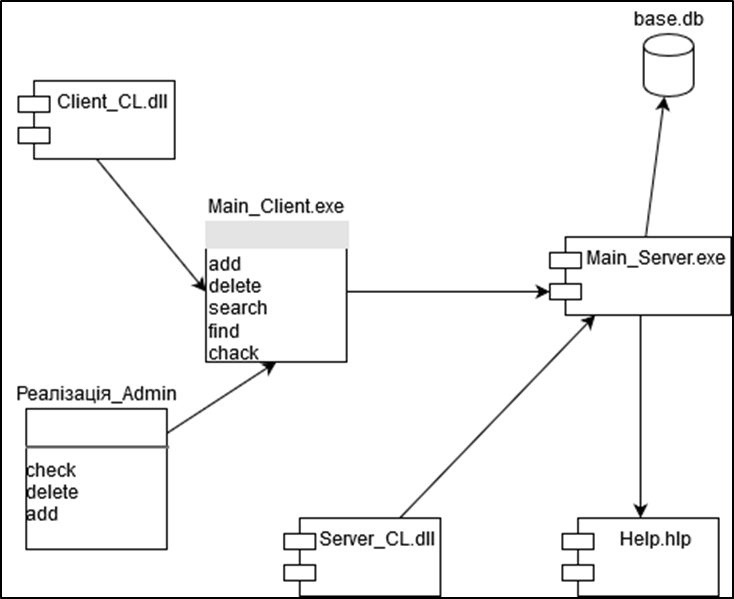 base.db
Client_CL.dll
Main_Client.exe
add
delete
search
find
chack
Main_Server.exe
Реалізація_Admin
check
delete
add
Server_CL.dll
Help.hlp